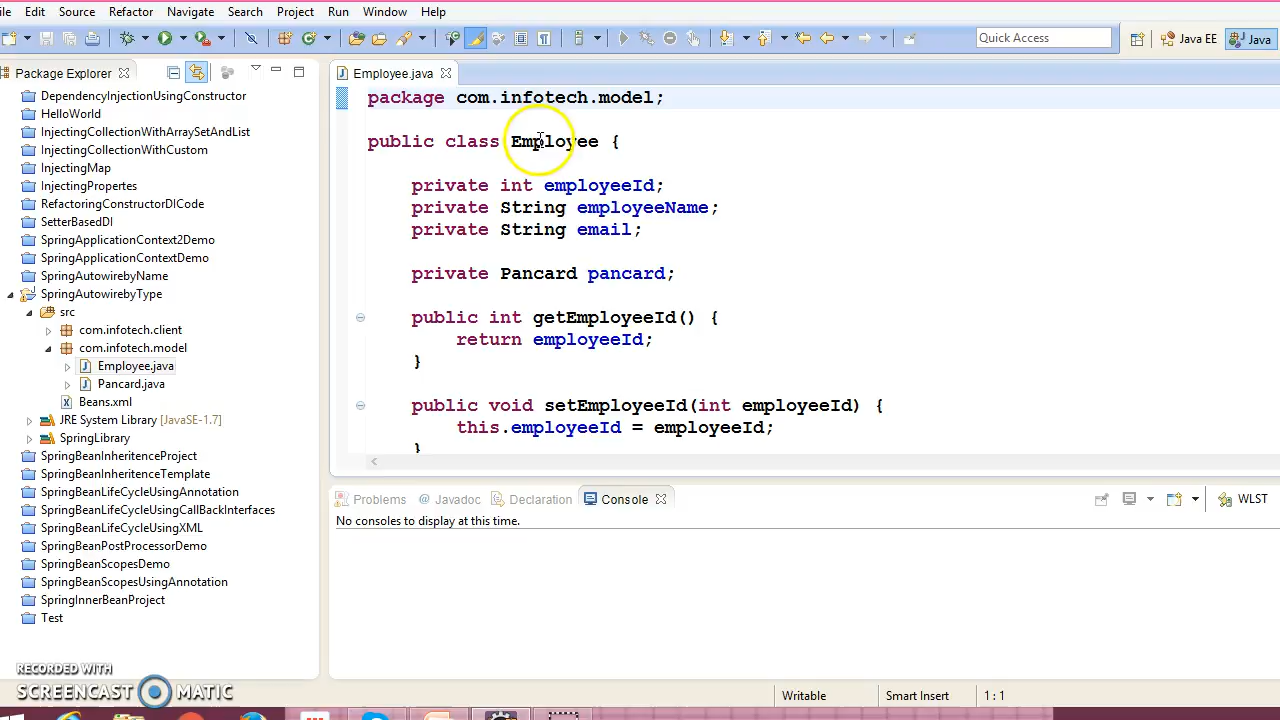 ile Edit Source Refactor Navigate Search Project Run Window Help
Quick Access
Java EE
Java
Package Explorer
DependencyInjectionUsingConstructor
HelloWorld
InjectingCollectionWithArraySetAndList
InjectingCollectionWithCustom
InjectingMap
InjectingPropertes
RefactoringConstructorDICode
SetterBasedDI
SpringApplicationContext2Demo
SpringApplicationContextDemo
SpringAutowirebyName
SpringAutowirebyType
src
com.infotech.client
com.infotech.model
Employee.java
Pancard.java
Beans.xml
JRE System Library [JavaSE-1.7]
SpringLibrary
SpringBeanInheritenceProject
SpringBeanInheritenceTemplate
SpringBeanLifeCycleUsingAnnotation
SpringBeanLifeCycleUsingCallBackInterfaces
SpringBeanLifeCycleUsingXML
SpringBeanPostProcessorDemo
SpringBeanScopesDemo
SpringBeanScopesUsingAnnotation
SpringInnerBeanProject
Test
Employee.java
package com.infotech.model;
public class Employee {
private int employeeId;
private String employeeName;
private String email;
private Pancard pancard;
public int getEmployeeId() {
return employeeId;
}
public void setEmployeeId(int employeeId) {
this.employeeId = employeeId;
}
Problems Javadoc Declaration Console
WLST
No consoles to display at this time.
RECORDED WITH
SCREENCAST MATIC
Writable Smart Insert 1 : 1